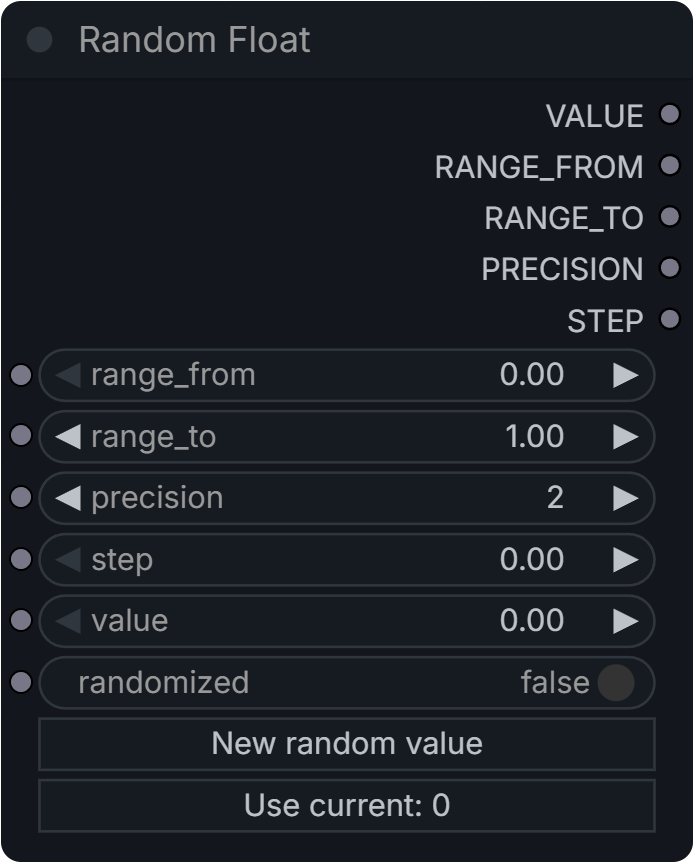 Random Float
VALUE
RANGE_FROM
RANGE_TO
PRECISION
STEP
range_from 0.00
range_to 1.00
precision 2
step 0.00
value 0.00
randomized false
New random value
Use current: 0